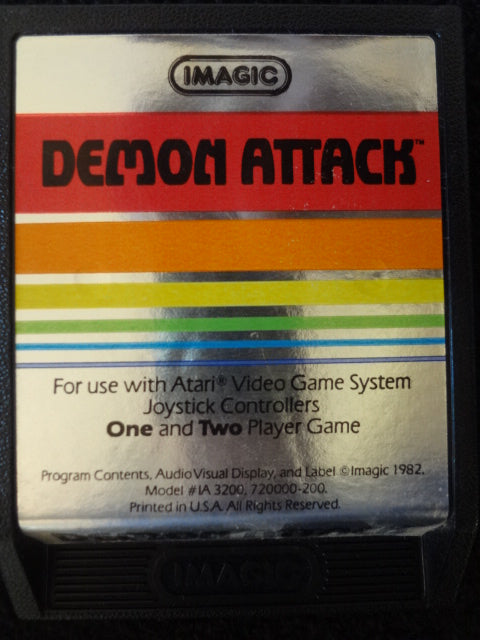 IMAGIC
DEMON ATTACK™
For use with Atari® Video Game System
Joystick Controllers
One and Two Player Game
Program Contents, Audio Visual Display, and Label © Imagic 1982.
Model #IA 3200, 720000-200.
Printed in U.S.A. All Rights Reserved.
IMAGIC